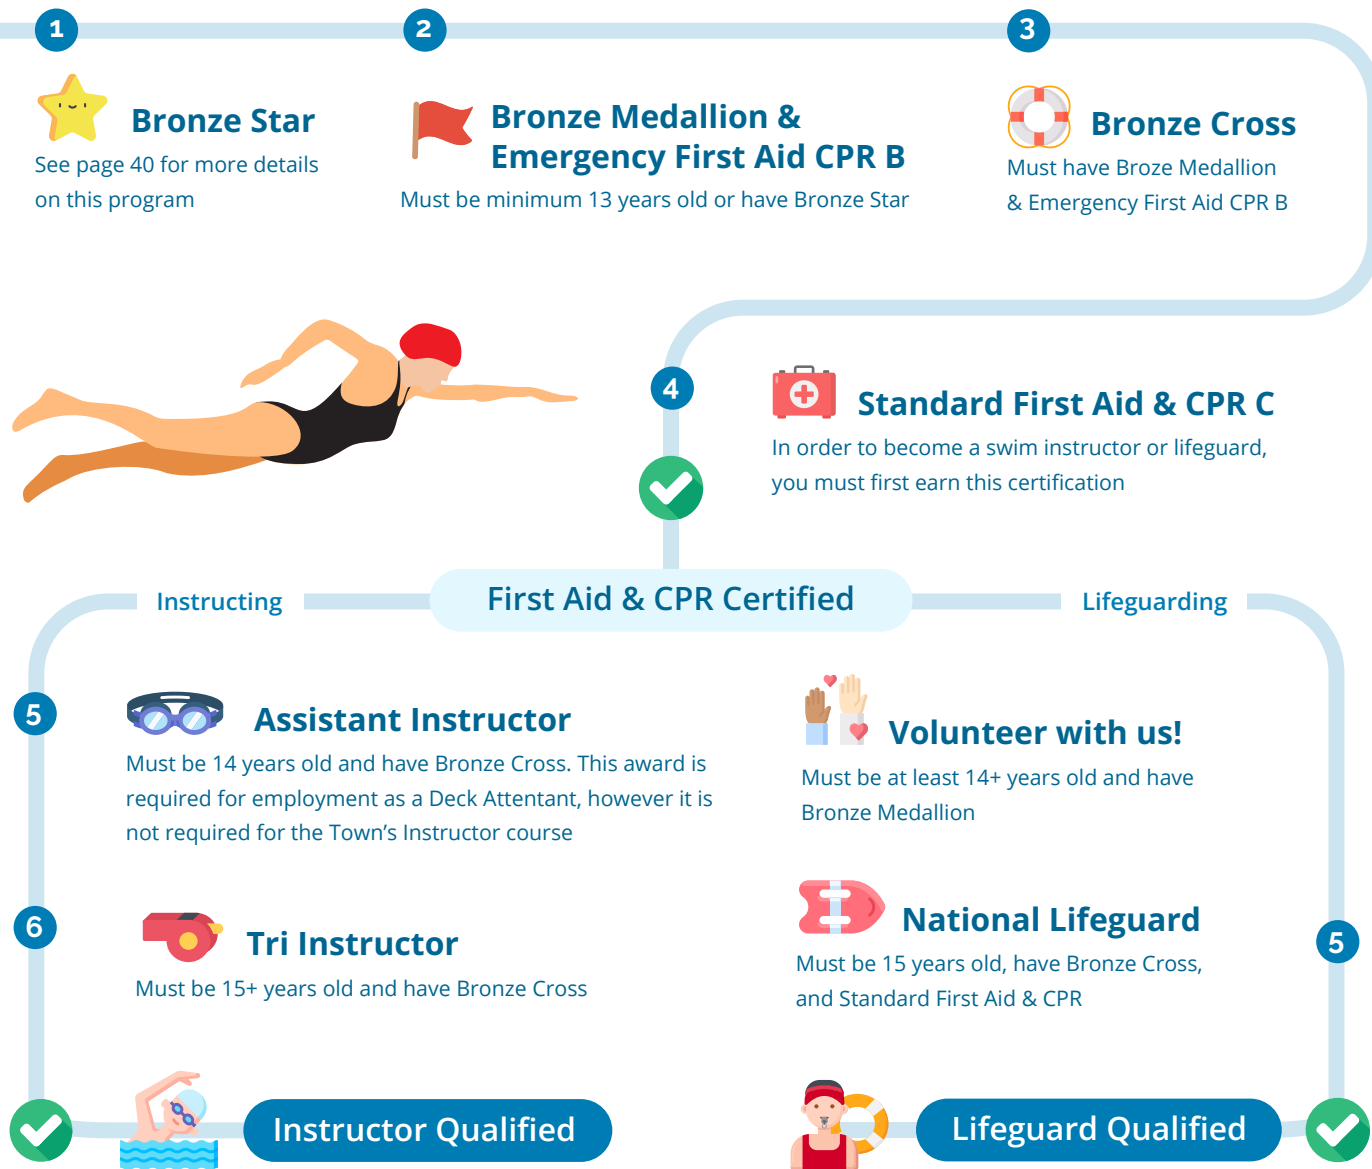 1
Bronze Star
See page 40 for more details
on this program
2
Bronze Medallion &
Emergency First Aid CPR B
Must be minimum 13 years old or have Bronze Star
3
Bronze Cross
Must have Broze Medallion
& Emergency First Aid CPR B
4
Standard First Aid & CPR C
In order to become a swim instructor or lifeguard,
you must first earn this certification
First Aid & CPR Certified
Instructing
5
Assistant Instructor
Must be 14 years old and have Bronze Cross. This award is
required for employment as a Deck Attentant, however it is
not required for the Town’s Instructor course
6
Tri Instructor
Must be 15+ years old and have Bronze Cross
Instructor Qualified
Lifeguarding
Volunteer with us!
Must be at least 14+ years old and have
Bronze Medallion
5
National Lifeguard
Must be 15 years old, have Bronze Cross,
and Standard First Aid & CPR
Lifeguard Qualified